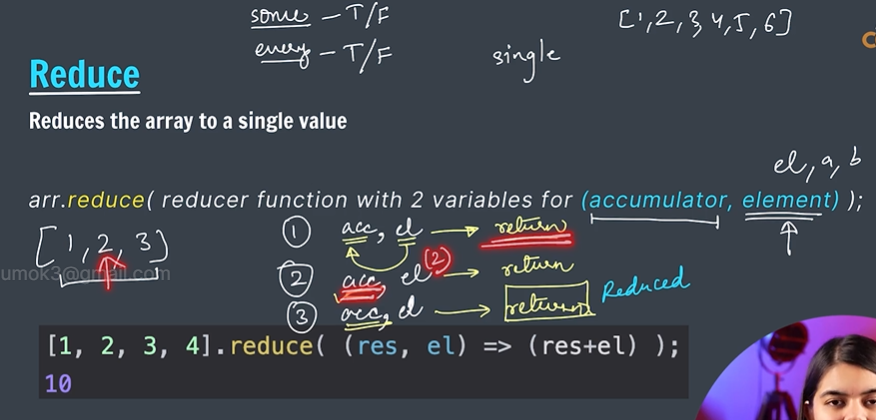 some - T/F
[1,2,3,4,5,6]
every - T/F
single
Reduce
Reduces the array to a single value
el, a, b
arr.reduce( reducer function with 2 variables for (accumulator, element) );
[1, 2, 3]
1 acc, el → return
2 acc, el (2) → return
3 acc, el → return Reduced
umok3@gmail.com
[1, 2, 3, 4].reduce( (res, el) => (res+el) );
10